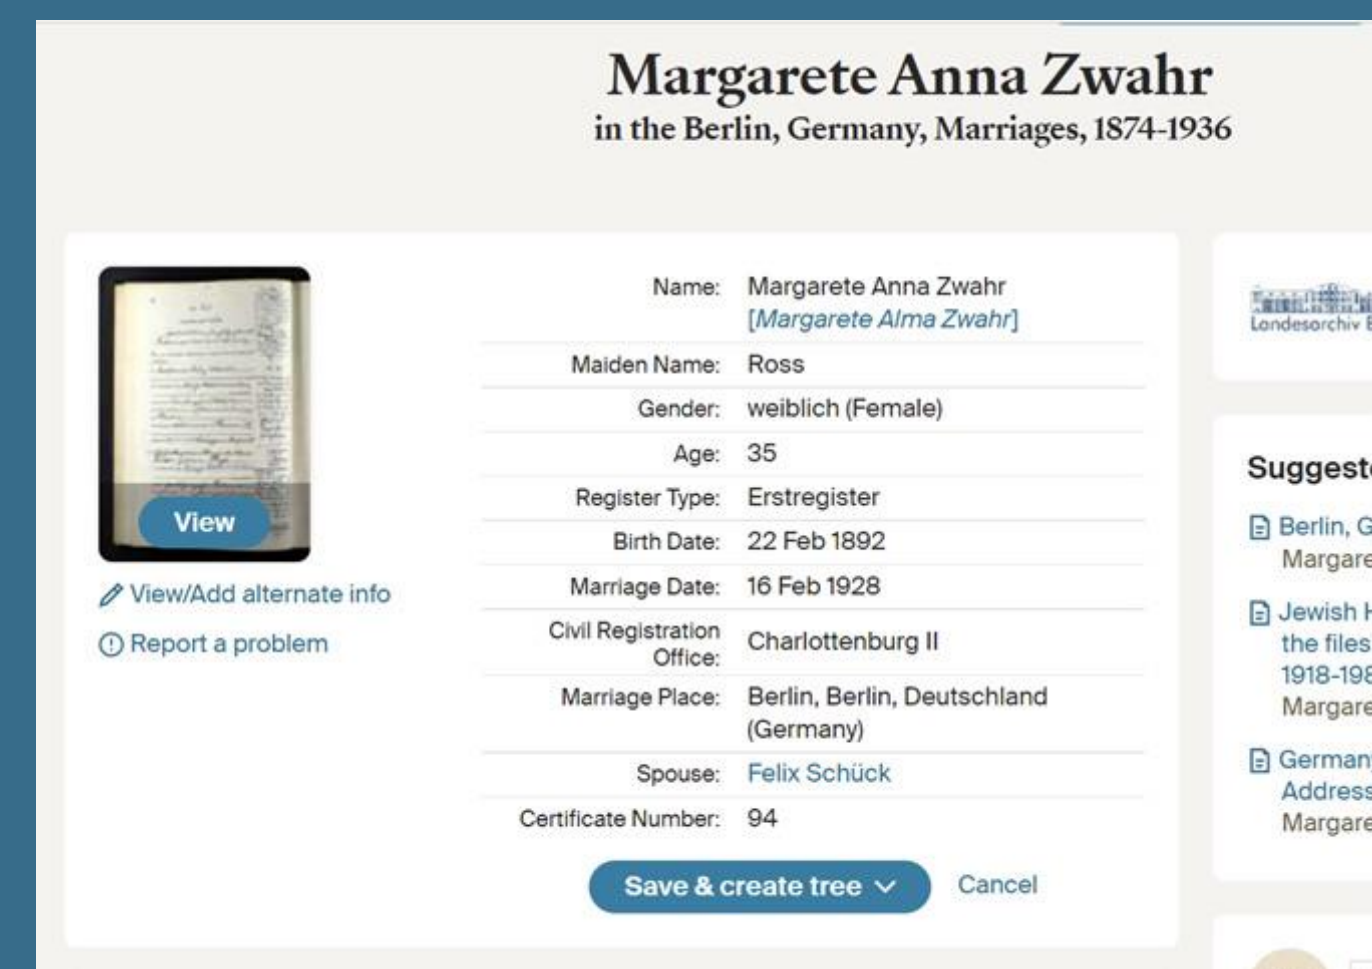 Margarete Anna Zwahr
in the Berlin, Germany, Marriages, 1874-1936
View
View/Add alternate info
Report a problem
Name: Margarete Anna Zwahr
[Margarete Alma Zwahr]
Maiden Name: Ross
Gender: weiblich (Female)
Age: 35
Register Type: Erstregister
Birth Date: 22 Feb 1892
Marriage Date: 16 Feb 1928
Civil Registration
Office: Charlottenburg II
Marriage Place: Berlin, Berlin, Deutschland
(Germany)
Spouse: Felix Schück
Certificate Number: 94
Save & create tree
Cancel
Landesarchiv B
Suggeste
Berlin, G
Margare
Jewish H
the files
1918-198
Margare
German
Address
Margare